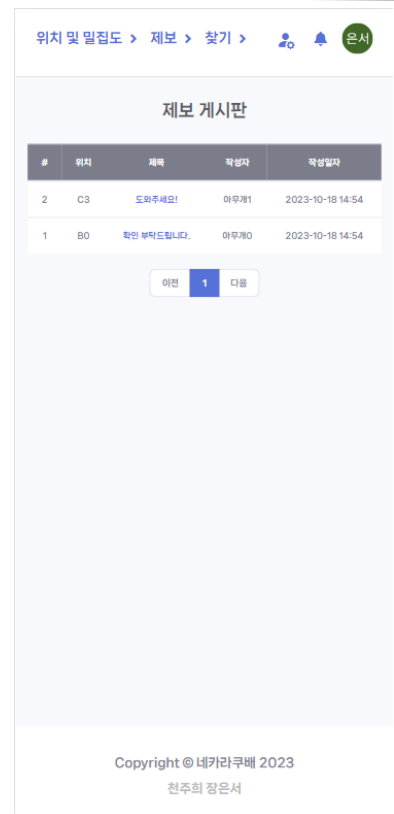 위치 및 밀집도 > 제보 > 찾기 > 은서
제보 게시판
# 위치 제목 작성자 작성일자
2 C3 도와주세요! 아무개1 2023-10-18 14:54
1 B0 확인 부탁드립니다. 아무개0 2023-10-18 14:54
이전 1 다음
Copyright © 네카라쿠배 2023
천주희 장은서